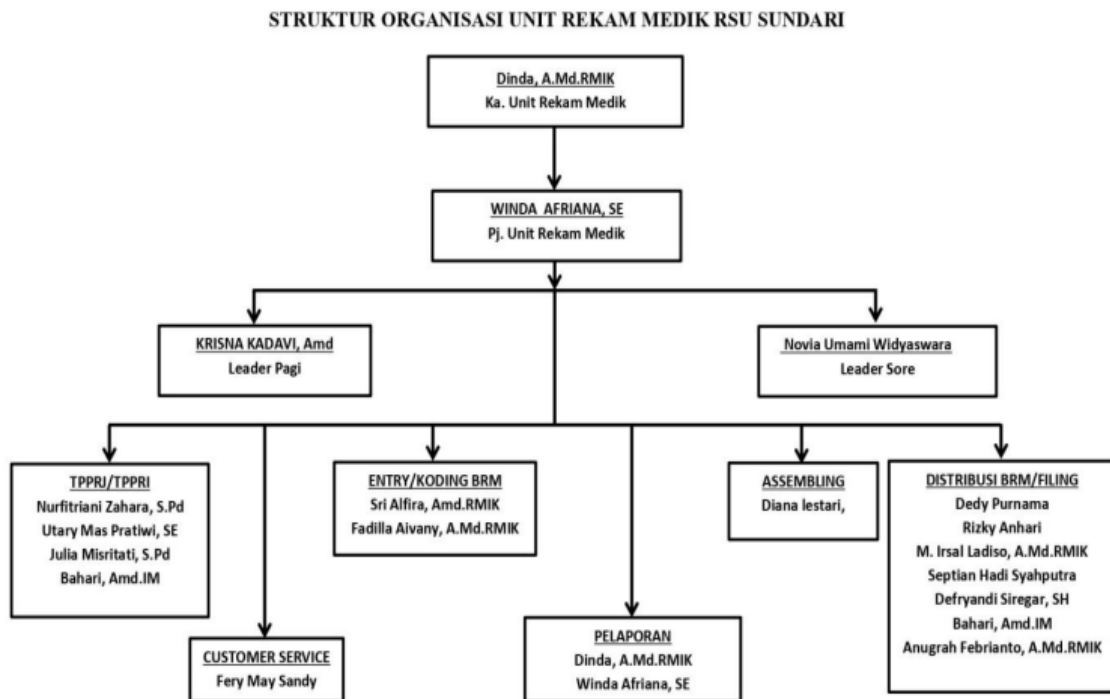 STRUKTUR ORGANISASI UNIT REKAM MEDIK RSU SUNDARI
Dinda, A.Md.RMIK
Ka. Unit Rekam Medik
WINDA AFRIANA, SE
Pj. Unit Rekam Medik
KRISNA KADAVI, Amd
Leader Pagi
Novia Umami Widyaswara
Leader Sore
TPPRJ/TPPRI
Nurfitriani Zahara, S.Pd
Utary Mas Pratiwi, SE
Julia Misritati, S.Pd
Bahari, Amd.IM
CUSTOMER SERVICE
Fery May Sandy
ENTRY/KODING BRM
Sri Alfira, Amd.RMIK
Fadilla Aivany, A.Md.RMIK
PELAPORAN
Dinda, A.Md.RMIK
Winda Afriana, SE
ASSEMBLING
Diana lestari,
DISTRIBUSI BRM/FILING
Dedy Purnama
Rizky Anhari
M. Irsal Ladiso, A.Md.RMIK
Septian Hadi Syahputra
Defryandi Siregar, SH
Bahari, Amd.IM
Anugrah Febrianto, A.Md.RMIK